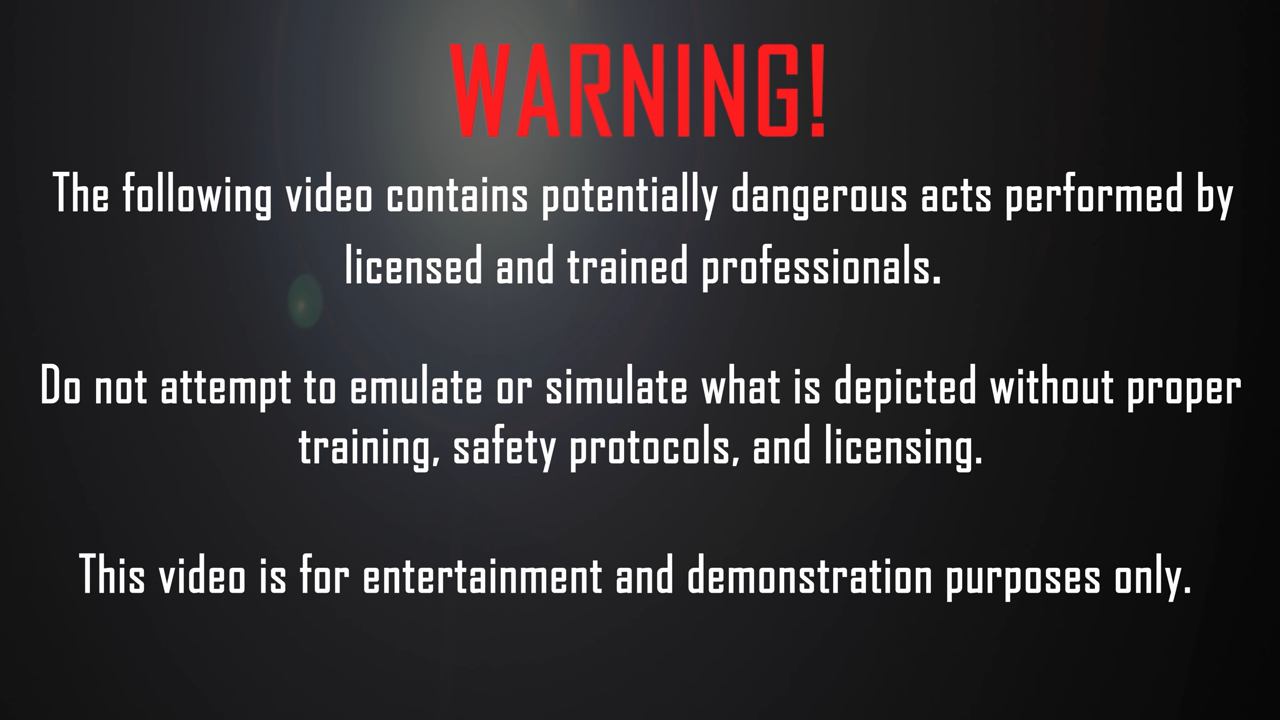 WARNING!
The following video contains potentially dangerous acts performed by
licensed and trained professionals.
Do not attempt to emulate or simulate what is depicted without proper
training, safety protocols, and licensing.
This video is for entertainment and demonstration purposes only.